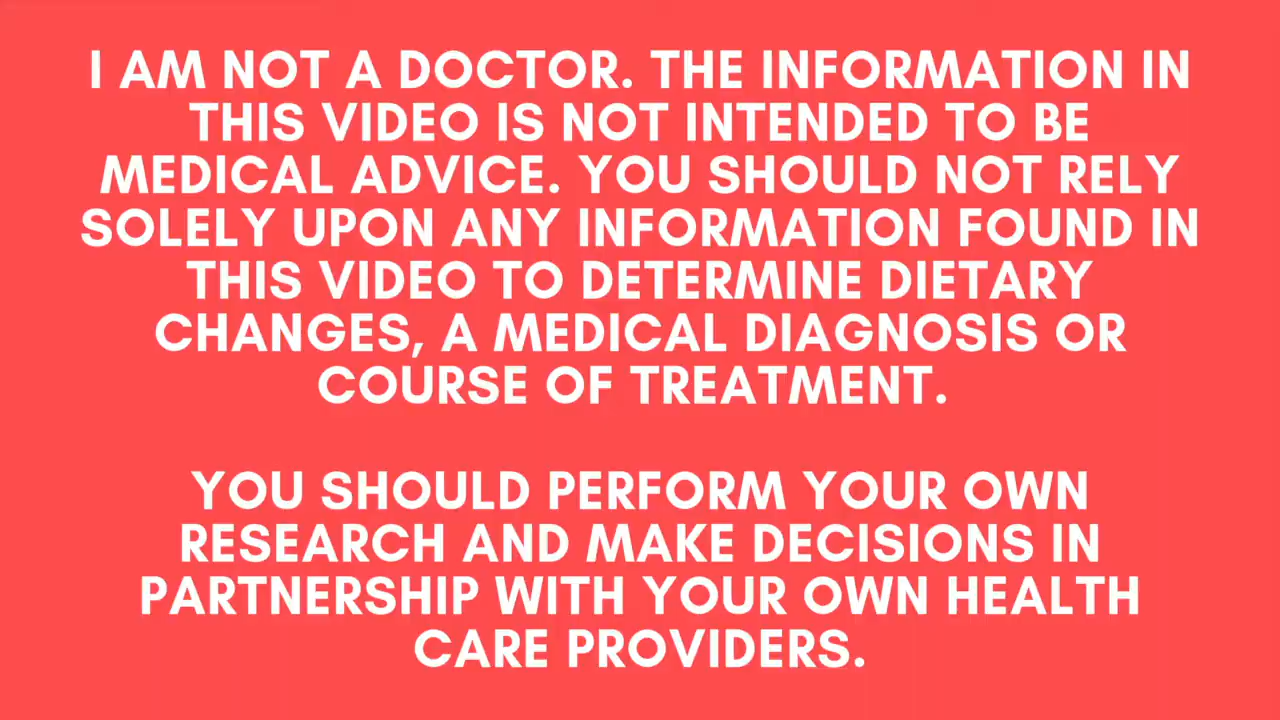 I AM NOT A DOCTOR. THE INFORMATION IN
THIS VIDEO IS NOT INTENDED TO BE
MEDICAL ADVICE. YOU SHOULD NOT RELY
SOLELY UPON ANY INFORMATION FOUND IN
THIS VIDEO TO DETERMINE DIETARY
CHANGES, A MEDICAL DIAGNOSIS OR
COURSE OF TREATMENT.
YOU SHOULD PERFORM YOUR OWN
RESEARCH AND MAKE DECISIONS IN
PARTNERSHIP WITH YOUR OWN HEALTH
CARE PROVIDERS.